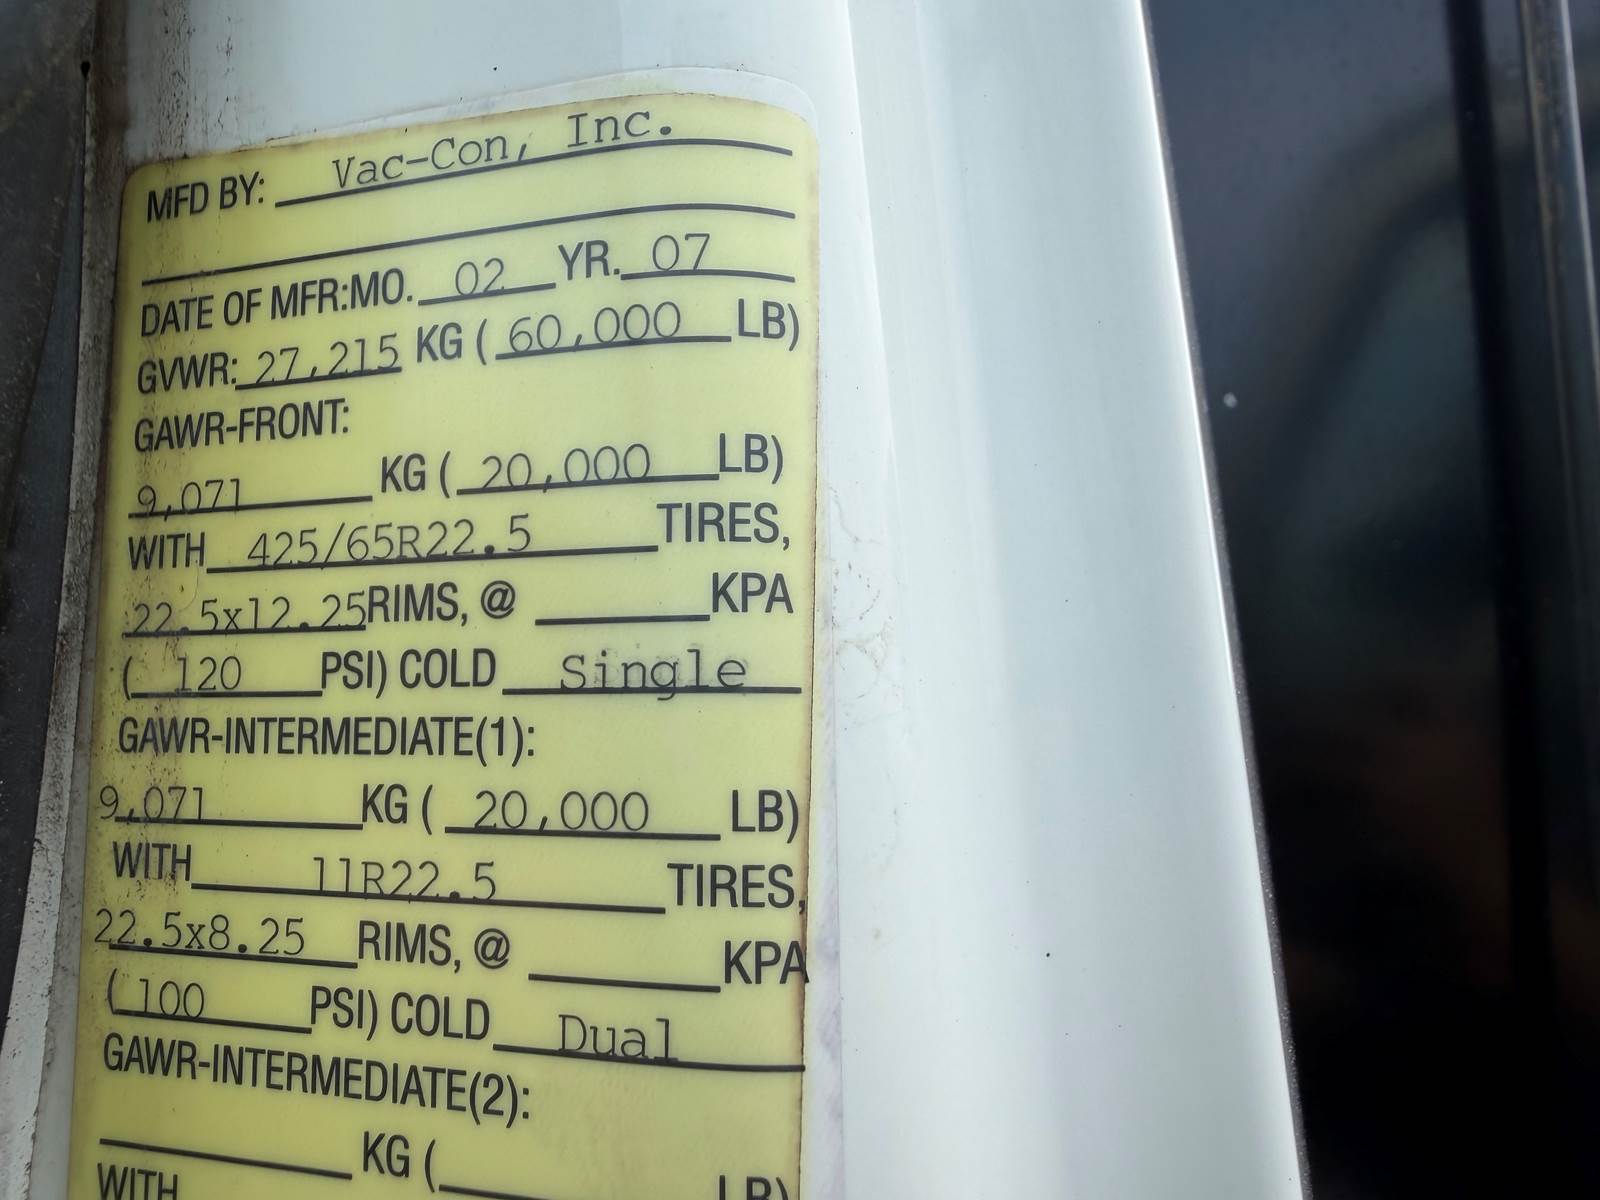 MFD BY: Vac-Con, Inc.
DATE OF MFR:MO. 02 YR. 07
GVWR: 27,215 KG ( 60,000 LB)
GAWR-FRONT:
9,071 KG ( 20,000 LB)
WITH 425/65R22.5 TIRES,
22.5x12.25 RIMS, @ KPA
( 120 PSI) COLD Single
GAWR-INTERMEDIATE(1):
9,071 KG ( 20,000 LB)
WITH 11R22.5 TIRES,
22.5x8.25 RIMS, @ KPA
( 100 PSI) COLD Dual
GAWR-INTERMEDIATE(2):
KG ( LB)
WITH